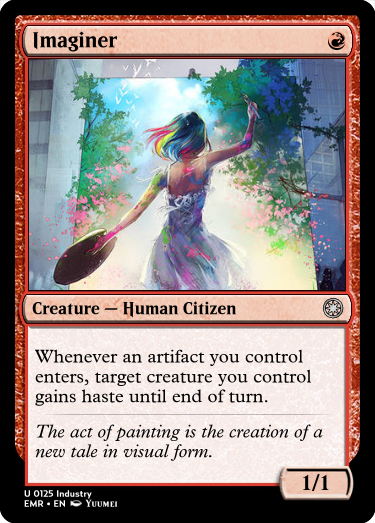 Imaginer
Creature — Human Citizen
Whenever an artifact you control
enters, target creature you control
gains haste until end of turn.
The act of painting is the creation of a
new tale in visual form.
1/1
U 0125 Industry
EMR • EN Yuumei